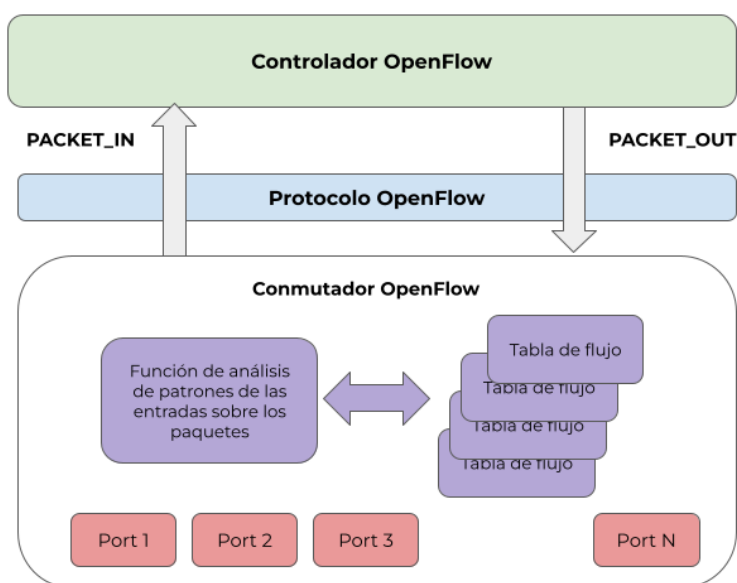 Controlador OpenFlow
PACKET_IN
PACKET_OUT
Protocolo OpenFlow
Conmutador OpenFlow
Función de análisis
de patrones de las
entradas sobre los
paquetes
Tabla de flujo
Tabla de flujo
Tabla de flujo
Tabla de flujo
Port 1
Port 2
Port 3
Port N